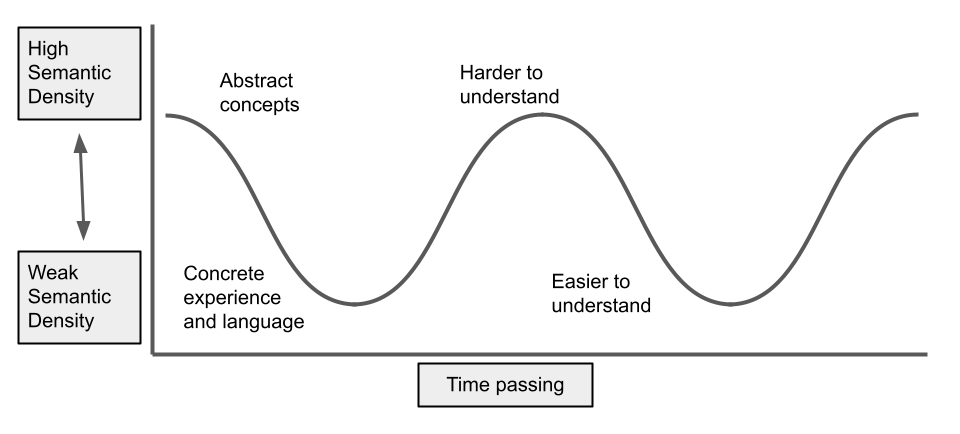 High
Semantic
Density
Abstract
concepts
Harder to
understand
Weak
Semantic
Density
Concrete
experience
and language
Easier to
understand
Time passing